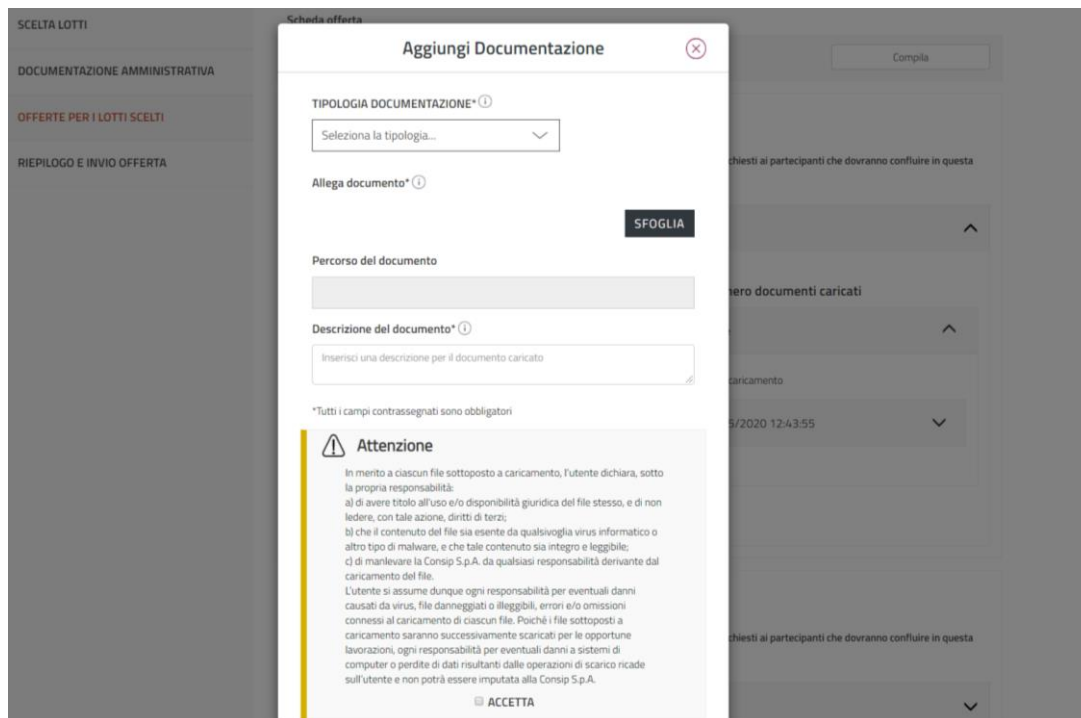 SCELTA LOTTI
DOCUMENTAZIONE AMMINISTRATIVA
OFFERTE PER I LOTTI SCELTI
RIEPILOGO E INVIO OFFERTA
Scheda offerta
Compila
Aggiungi Documentazione
TIPOLOGIA DOCUMENTAZIONE*
Seleziona la tipologia...
Allega documento*
SFOGLIA
Percorso del documento
Descrizione del documento*
Inserisci una descrizione per il documento caricato
*Tutti i campi contrassegnati sono obbligatori
Attenzione
In merito a ciascun file sottoposto a caricamento, l'utente dichiara, sotto
la propria responsabilità:
a) di avere titolo all'uso e/o disponibilità giuridica del file stesso, e di non
ledere, con tale azione, diritti di terzi;
b) che il contenuto del file sia esente da qualsivoglia virus informatico o
altro tipo di malware, e che tale contenuto sia integro e leggibile;
c) di manlevare la Consip S.p.A. da qualsiasi responsabilità derivante dal
caricamento del file.
L'utente si assume dunque ogni responsabilità per eventuali danni
causati da virus, file danneggiati o illeggibili, errori e/o omissioni
connessi al caricamento di ciascun file. Poichè i file sottoposti a
caricamento saranno successivamente scaricati per le opportune
lavorazioni, ogni responsabilità per eventuali danni a sistemi di
computer o perdite di dati risultanti dalle operazioni di scarico ricade
sull'utente e non potrà essere imputata alla Consip S.p.A.
ACCETTA
chiesti ai partecipanti che dovranno confluire in questa
nero documenti caricati
caricamento
5/2020 12:43:55
chiesti ai partecipanti che dovranno confluire in questa